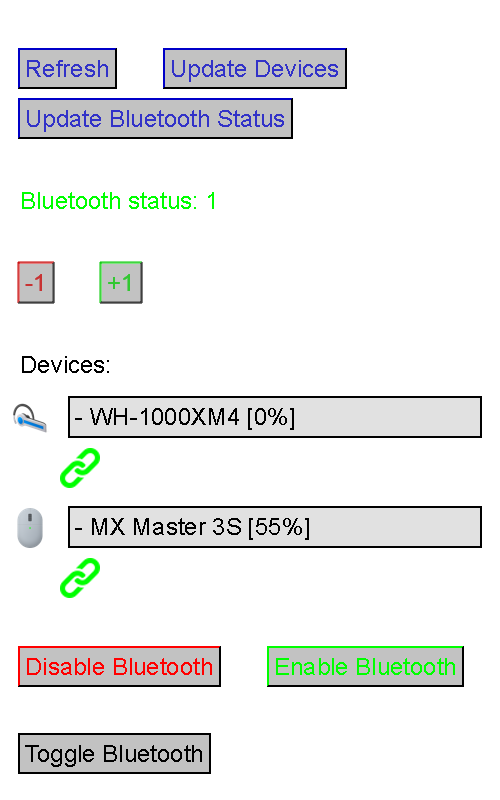 Refresh Update Devices
Update Bluetooth Status
Bluetooth status: 1
-1 +1
Devices:
- WH-1000XM4 [0%]
- MX Master 3S [55%]
Disable Bluetooth Enable Bluetooth
Toggle Bluetooth